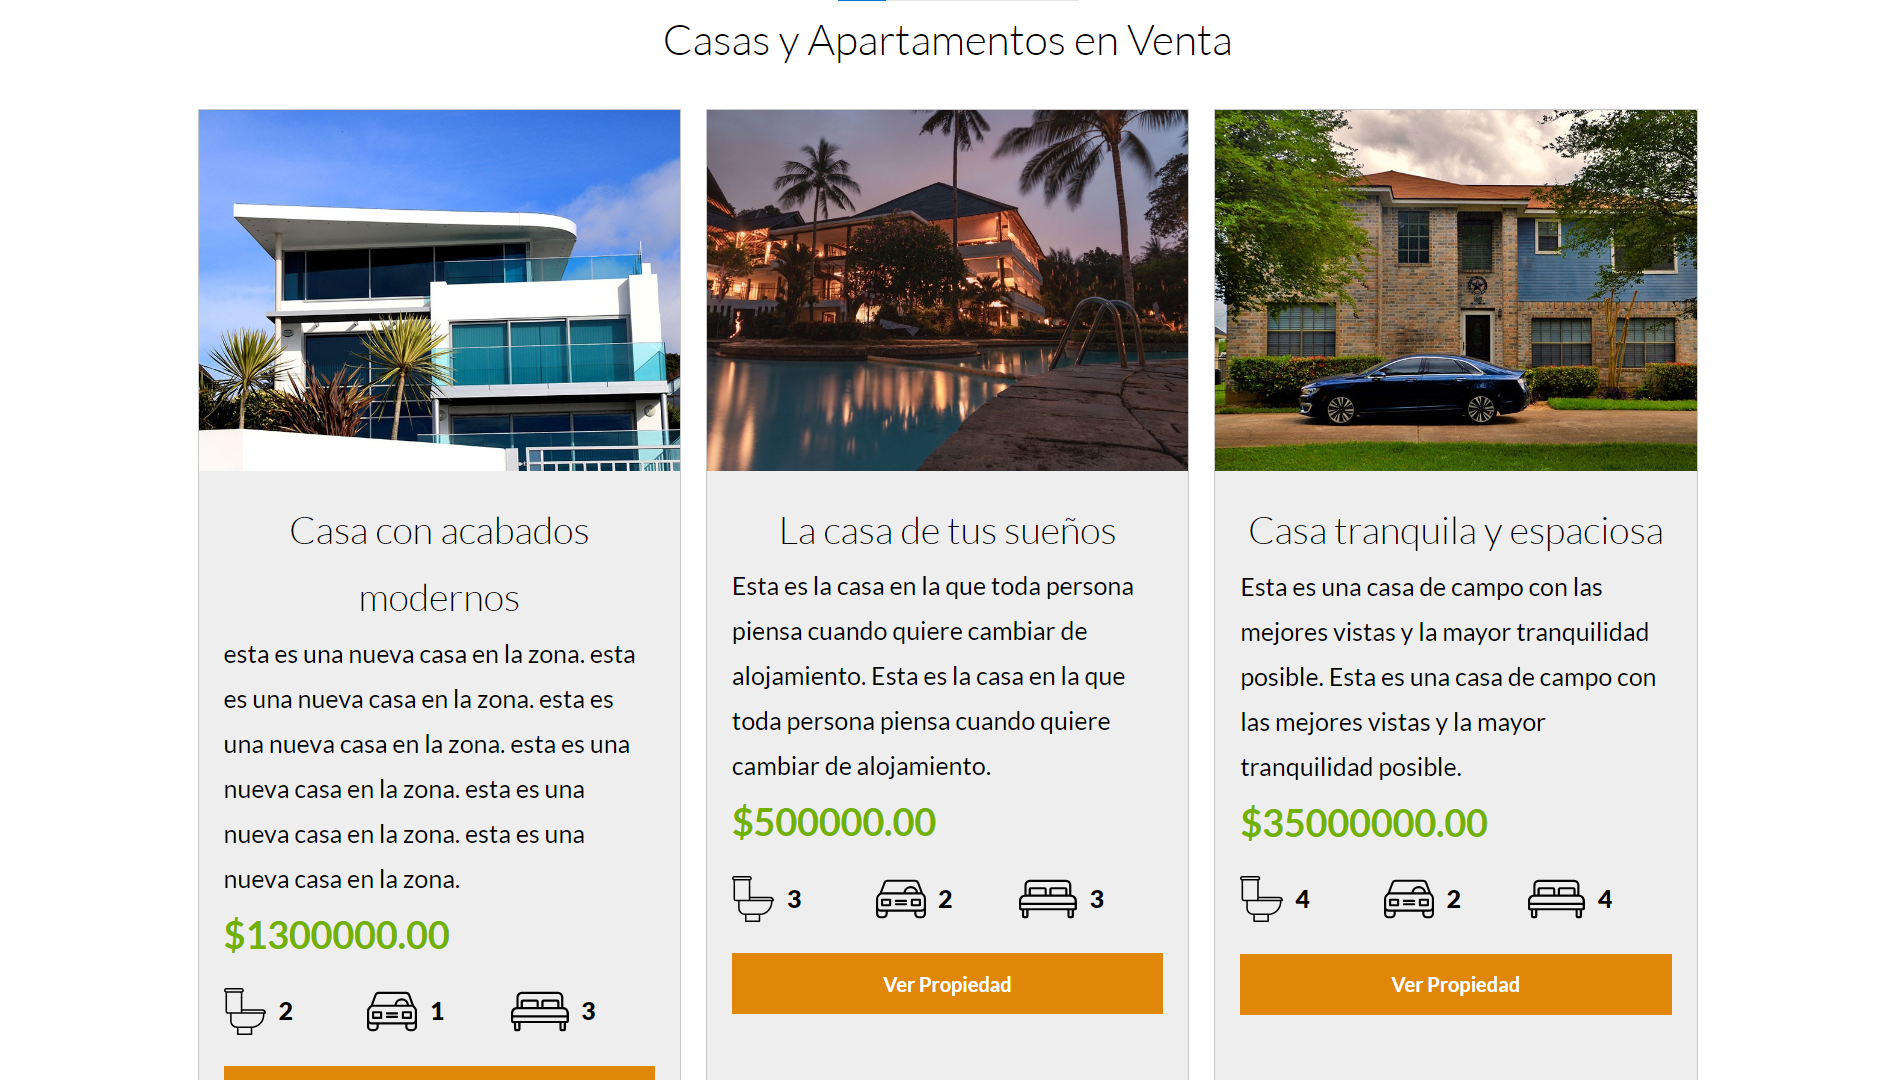 Casas y Apartamentos en Venta
Casa con acabados
modernos
esta es una nueva casa en la zona. esta
es una nueva casa en la zona. esta es
una nueva casa en la zona. esta es una
nueva casa en la zona. esta es una
nueva casa en la zona. esta es una
nueva casa en la zona.
$1300000.00
2 1 3
La casa de tus sueños
Esta es la casa en la que toda persona
piensa cuando quiere cambiar de
alojamiento. Esta es la casa en la que
toda persona piensa cuando quiere
cambiar de alojamiento.
$500000.00
3 2 3
Ver Propiedad
Casa tranquila y espaciosa
Esta es una casa de campo con las
mejores vistas y la mayor tranquilidad
posible. Esta es una casa de campo con
las mejores vistas y la mayor
tranquilidad posible.
$35000000.00
4 2 4
Ver Propiedad